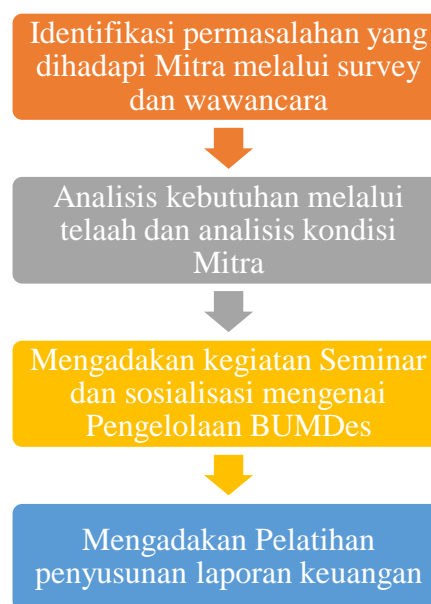 Identifikasi permasalahan yang
dihadapi Mitra melalui survey
dan wawancara
Analisis kebutuhan melalui
telaah dan analisis kondisi
Mitra
Mengadakan kegiatan Seminar
dan sosialisasi mengenai
Pengelolaan BUMDes
Mengadakan Pelatihan
penyusunan laporan keuangan